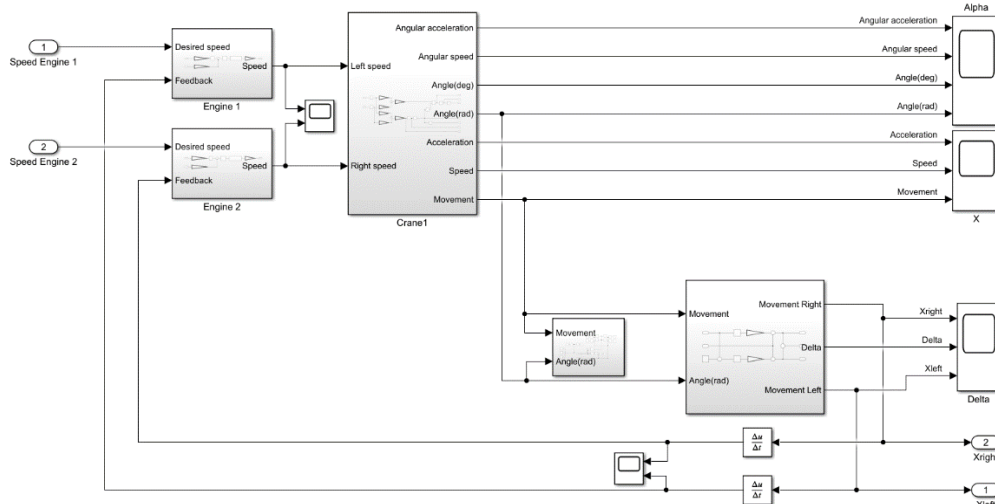 Alpha
Angular acceleration
Angular acceleration
1
Desired speed
Speed Engine 1
Speed
Feedback
Engine 1
Left speed
Angular speed
Angular speed
Angle(deg)
Angle(deg)
Angle(rad)
Angle(rad)
2
Desired speed
Speed Engine 2
Speed
Feedback
Engine 2
Right speed
Acceleration
Acceleration
Speed
Speed
Movement
Movement
Crane1
X
Movement
Angle(rad)
Movement
Angle(rad)
Movement Right
Delta
Movement Left
Xright
Delta
Xleft
Delta
Δu
Δt
2
Xright
Δu
Δt
1
Xleft